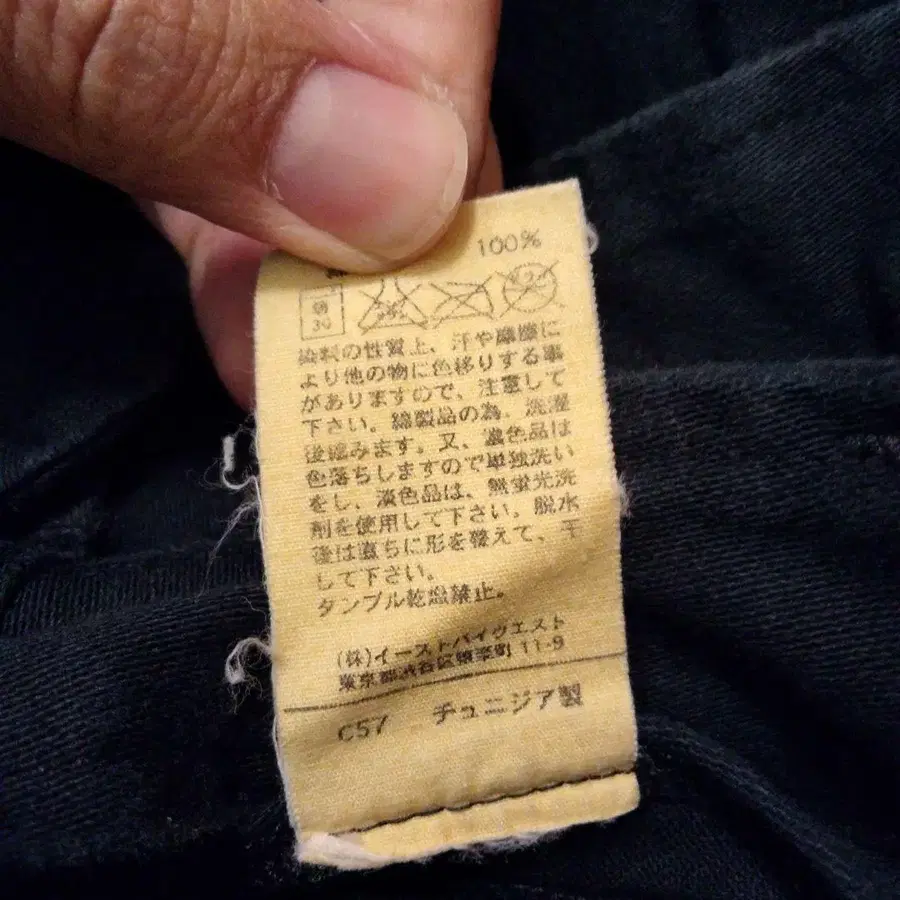 100%
弱
30
染料の性質上、汗や摩擦に
より他の物に色移りする事
がありますので、注意して
下さい。綿製品の為、洗濯
後縮みます。又、濃色品は
色落ちしますので単独洗い
をし、淡色品は、無蛍光洗
剤を使用して下さい。脱水
後は直ちに形を整えて、干
して下さい。
タンブル乾燥禁止。
(株)イーストバイウエスト
東京都渋谷区猿楽町 11-9
C57 チュニジア製